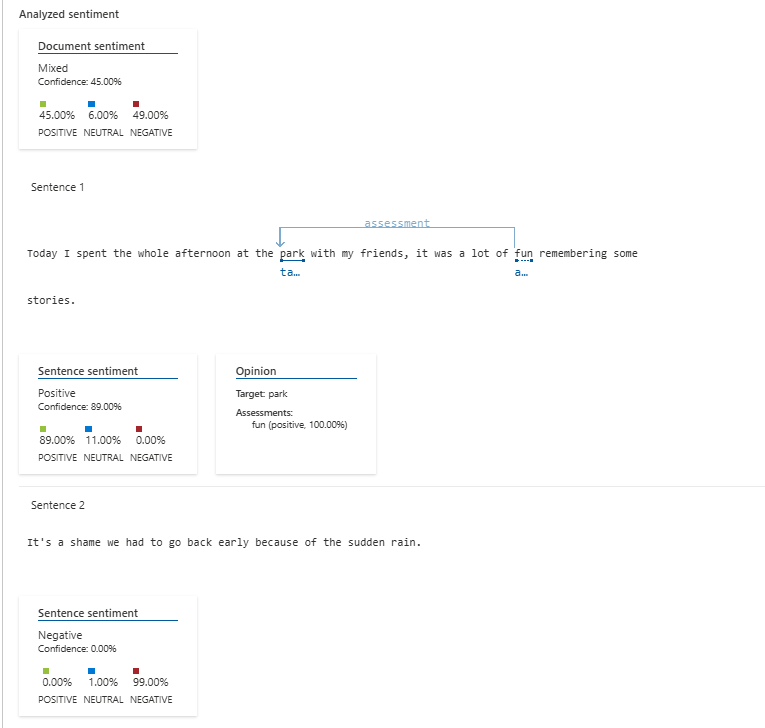 Analyzed sentiment
Document sentiment
Mixed
Confidence: 45.00%
45.00% 6.00% 49.00%
POSITIVE NEUTRAL NEGATIVE
Sentence 1
assessment
Today I spent the whole afternoon at the park with my friends, it was a lot of fun remembering some
ta… a…
stories.
Sentence sentiment
Positive
Confidence: 89.00%
89.00% 11.00% 0.00%
POSITIVE NEUTRAL NEGATIVE
Opinion
Target: park
Assessments:
fun (positive, 100.00%)
Sentence 2
It's a shame we had to go back early because of the sudden rain.
Sentence sentiment
Negative
Confidence: 0.00%
0.00% 1.00% 99.00%
POSITIVE NEUTRAL NEGATIVE